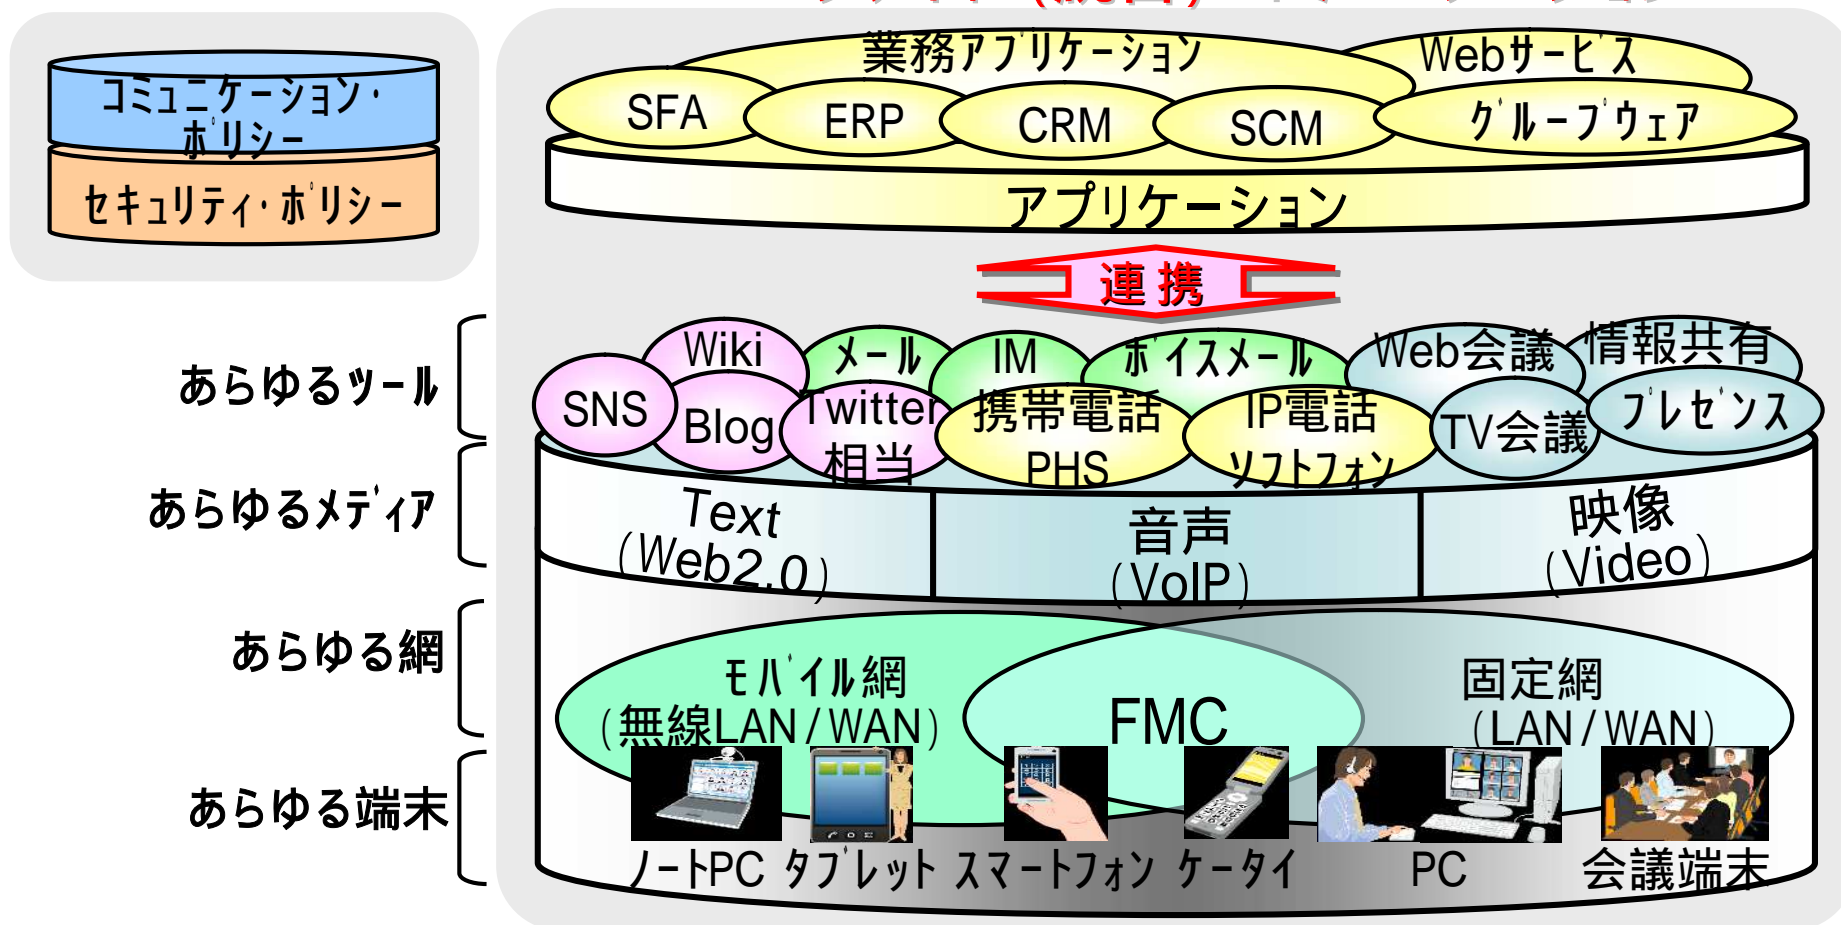 コミュニケーション・
ポリシー
セキュリティ・ポリシー
業務アプリケーション
Webサービス
SFA
ERP
CRM
SCM
グループウェア
アプリケーション
連携
あらゆるツール
Wiki
メール
IM
ボイスメール
Web会議
情報共有
SNS
Blog
Twitter
相当
携帯電話
PHS
IP電話
ソフトフォン
TV会議
プレゼンス
あらゆるメディア
Text
(Web2.0)
音声
(VoIP)
映像
(Video)
あらゆる網
モバイル網
(無線LAN/WAN)
FMC
固定網
(LAN/WAN)
あらゆる端末
ノートPC
タブレット
スマートフォン
ケータイ
PC
会議端末